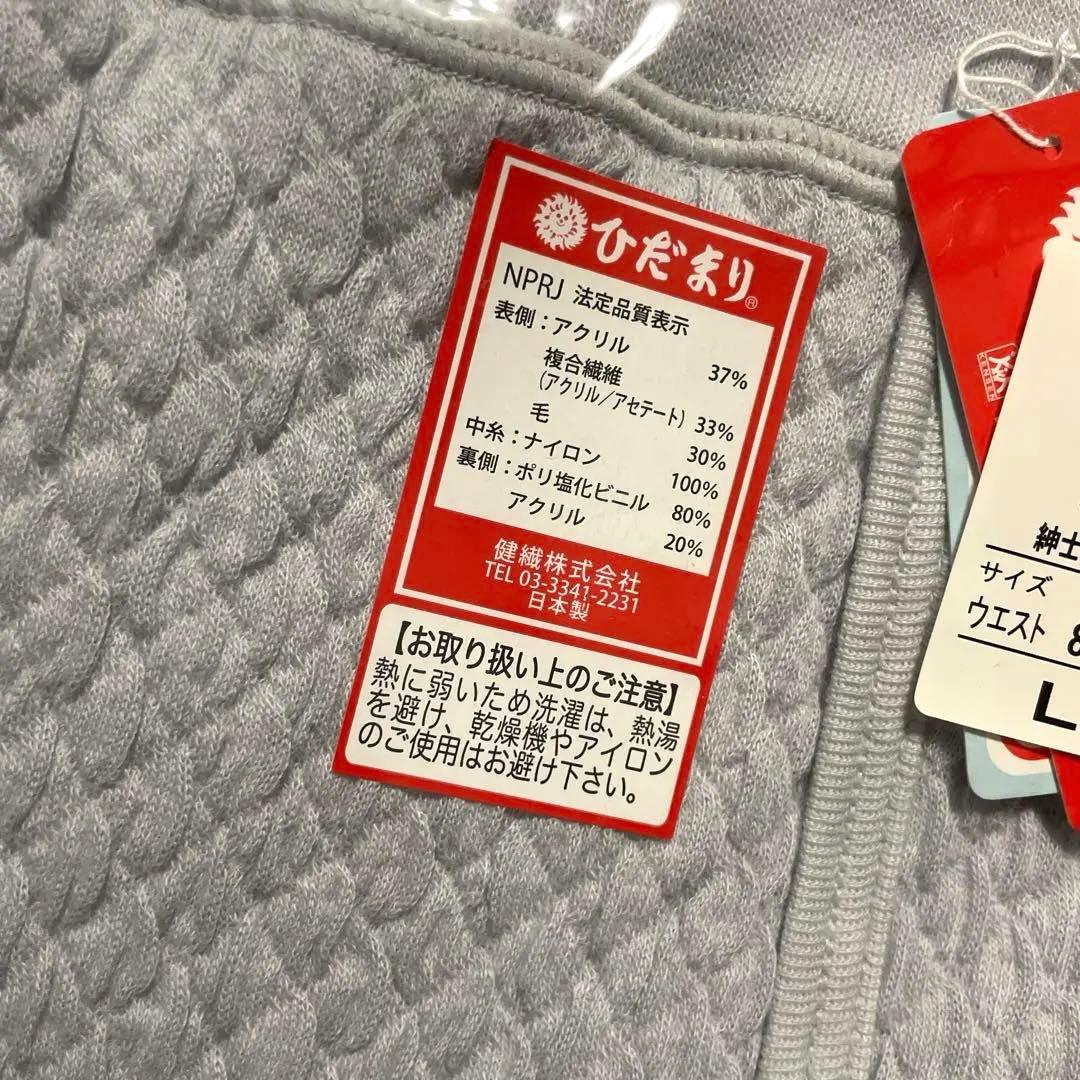 ひだまり®
NPRJ 法定品質表示
表側：アクリル 37%
複合繊維
（アクリル／アセテート） 33%
毛 30%
中糸：ナイロン 100%
裏側：ポリ塩化ビニル 80%
アクリル 20%
健繊株式会社
TEL 03-3341-2231
日本製
【お取り扱い上のご注意】
熱に弱いため洗濯は、熱湯
を避け、乾燥機やアイロン
のご使用はお避け下さい。
KENSEN
紳士
サイズ
ウエスト 8
L